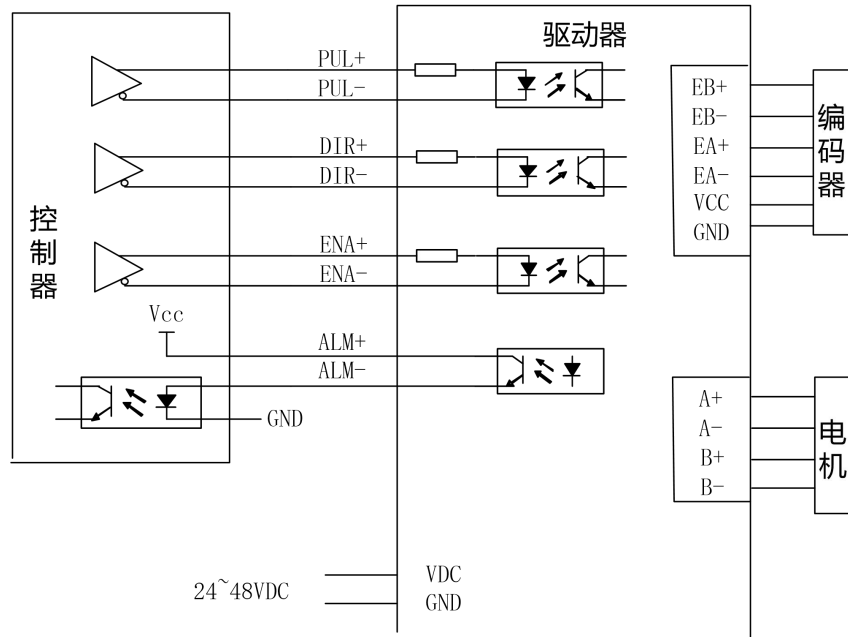 驱动器
控制器
PUL+
PUL-
DIR+
DIR-
ENA+
ENA-
Vcc
ALM+
ALM-
GND
EB+
EB-
EA+
EA-
VCC
GND
编码器
A+
A-
B+
B-
电机
24~48VDC
VDC
GND